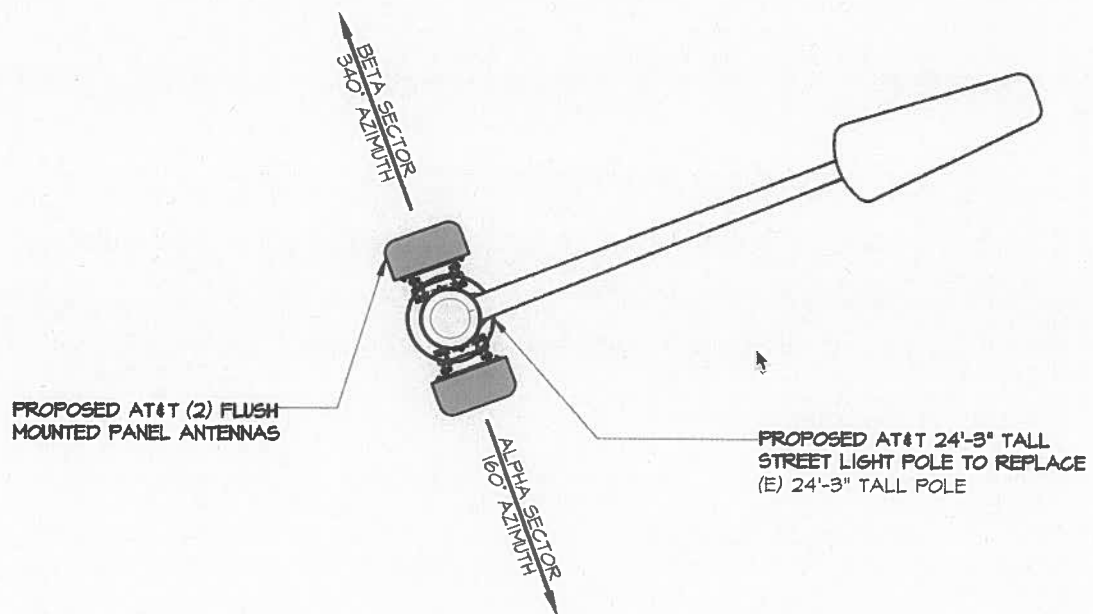 BETA SECTOR
340° AZIMUTH
PROPOSED AT&T (2) FLUSH
MOUNTED PANEL ANTENNAS
PROPOSED AT&T 24'-3" TALL
STREET LIGHT POLE TO REPLACE
(E) 24'-3" TALL POLE
ALPHA SECTOR
160° AZIMUTH